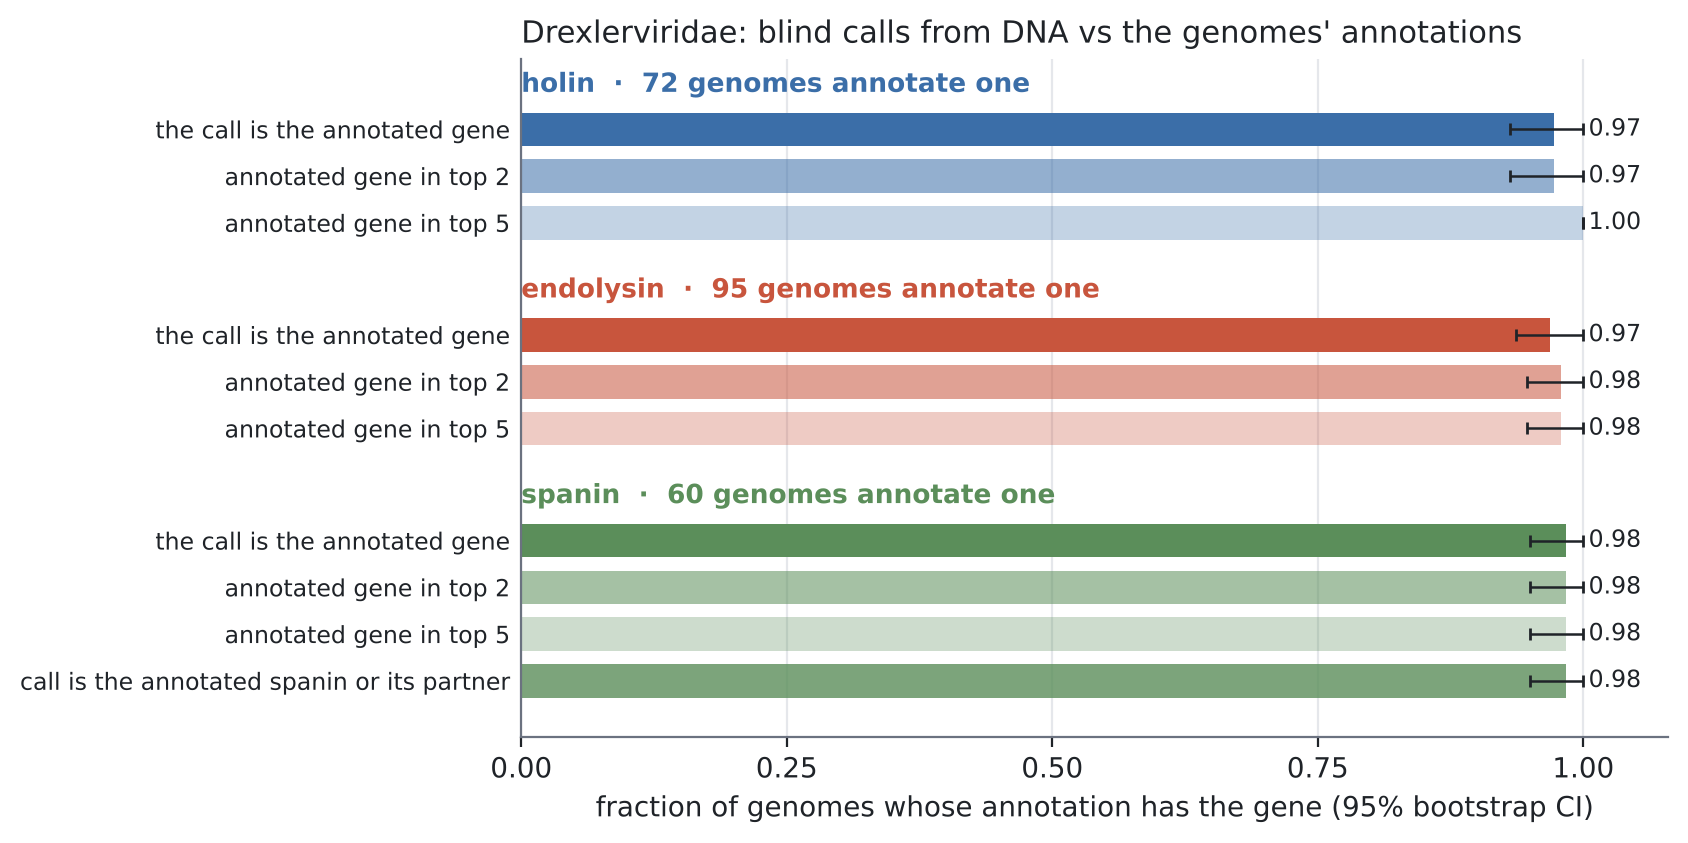 Drexlerviridae: blind calls from DNA vs the genomes' annotations
holin · 72 genomes annotate one
the call is the annotated gene 0.97
annotated gene in top 2 0.97
annotated gene in top 5 1.00
endolysin · 95 genomes annotate one
the call is the annotated gene 0.97
annotated gene in top 2 0.98
annotated gene in top 5 0.98
spanin · 60 genomes annotate one
the call is the annotated gene 0.98
annotated gene in top 2 0.98
annotated gene in top 5 0.98
call is the annotated spanin or its partner 0.98
0.00 0.25 0.50 0.75 1.00
fraction of genomes whose annotation has the gene (95% bootstrap CI)